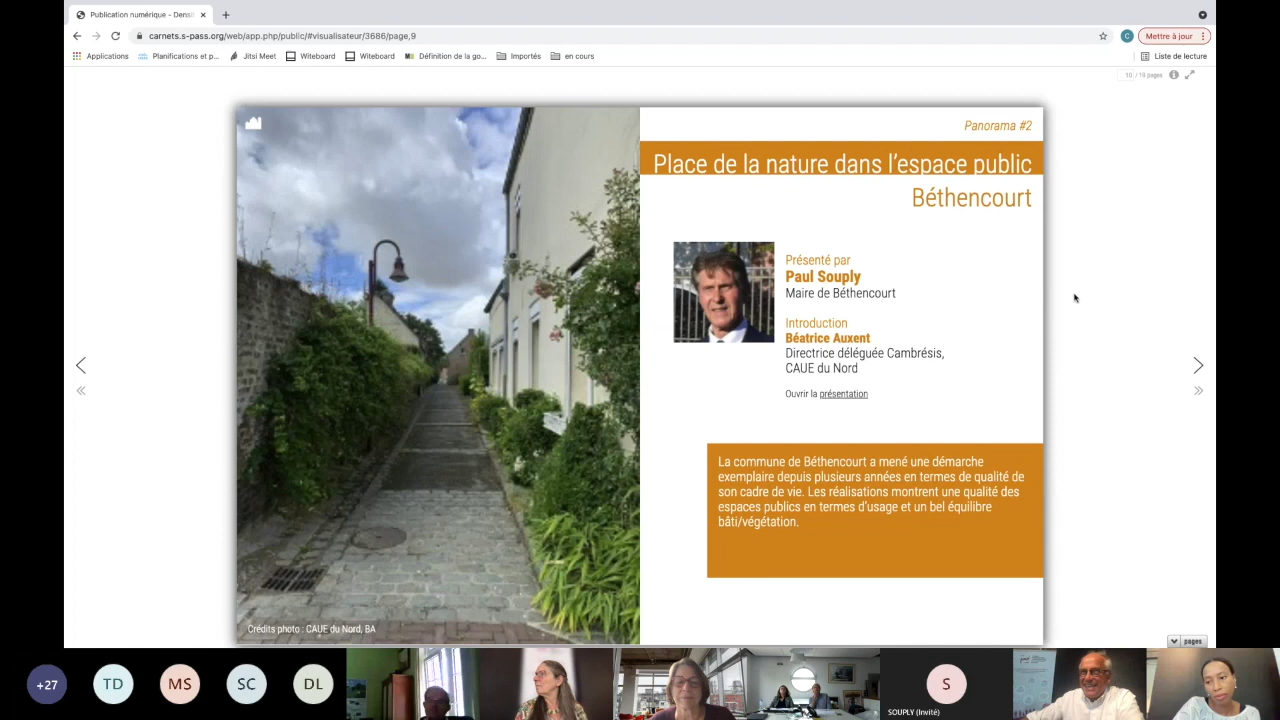 Publication numérique - Densi
carnets.s-pass.org/web/app.php/public/#visualisateur/3686/page,9
C
Mettre à jour
Applications
Planifications et p...
Jitsi Meet
Witeboard
Witeboard
Définition de la go...
Importés
en cours
Liste de lecture
10 / 19 pages
Panorama #2
Place de la nature dans l'espace public
Béthencourt
Présenté par
Paul Souply
Maire de Béthencourt
Introduction
Béatrice Auxent
Directrice déléguée Cambrésis,
CAUE du Nord
Ouvrir la présentation
La commune de Béthencourt a mené une démarche
exemplaire depuis plusieurs années en termes de qualité de
son cadre de vie. Les réalisations montrent une qualité des
espaces publics en termes d'usage et un bel équilibre
bâti/végétation.
Crédits photo : CAUE du Nord, BA
pages
+27
TD
MS
SC
DL
S
SOUPLY (Invité)